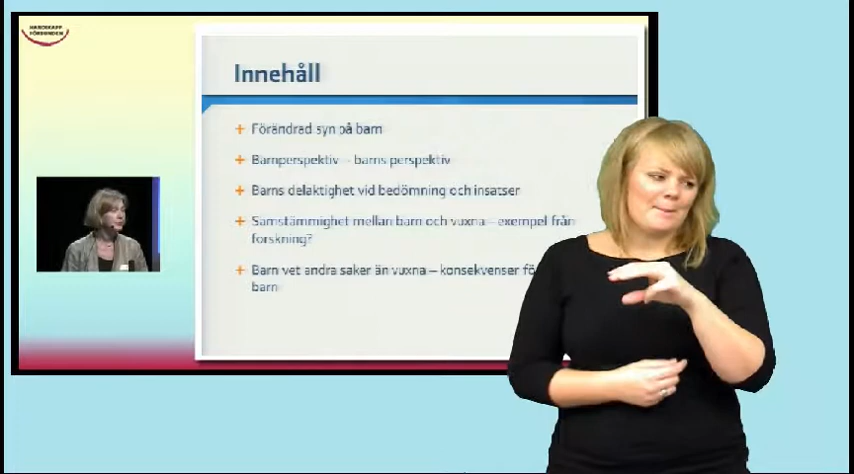 HANDIKAPP
FÖRBUNDEN
Innehåll
Förändrad syn på barn
Barnperspektiv – barns perspektiv
Barns delaktighet vid bedömning och insatser
Samstämmighet mellan barn och vuxna – exempel från
forskning?
Barn vet andra saker än vuxna – konsekvenser
barn